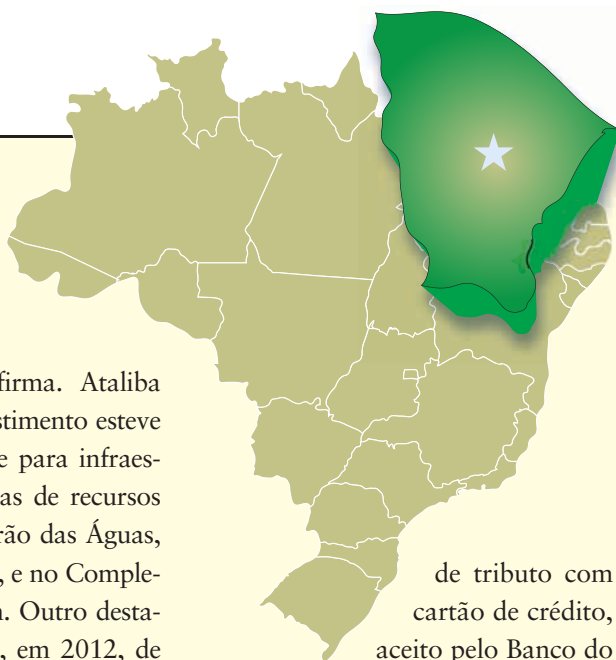 firma. Ataliba
stimento esteve
e para infraes-
as de recursos
rão das Águas,
, e no Comple-
n. Outro desta-
, em 2012, de
de tributo com
cartão de crédito,
aceito pelo Banco do